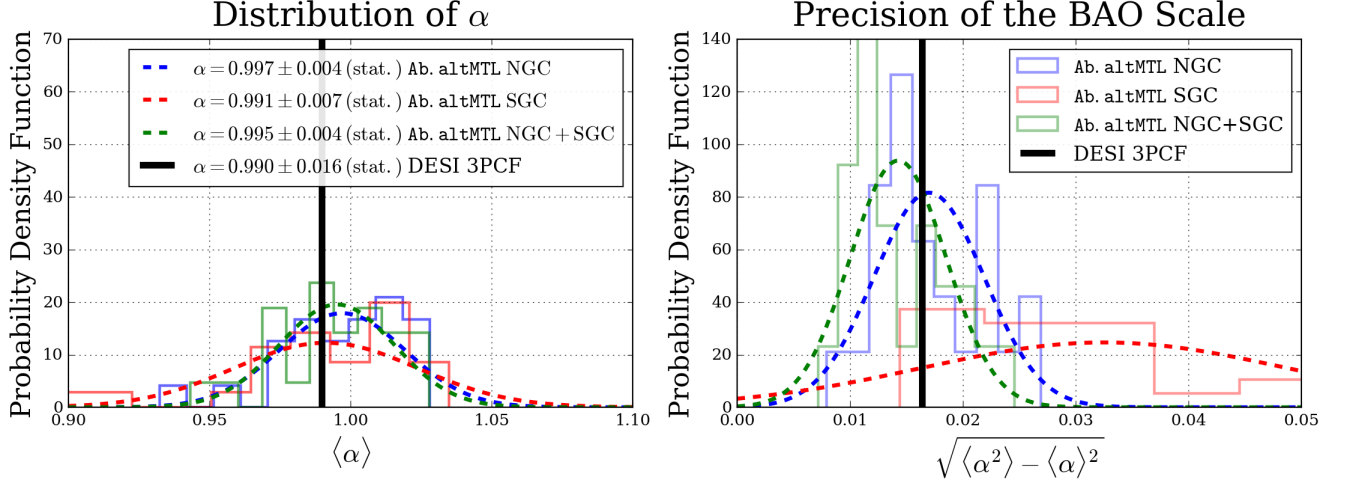 Distribution of α
Probability Density Function
70
60
50
40
30
20
10
0
α = 0.997 ± 0.004 (stat.) Ab.altMTL NGC
α = 0.991 ± 0.007 (stat.) Ab.altMTL SGC
α = 0.995 ± 0.004 (stat.) Ab.altMTL NGC + SGC
α = 0.990 ± 0.016 (stat.) DESI 3PCF
0.90 0.95 1.00 1.05 1.10
⟨α⟩
Precision of the BAO Scale
Probability Density Function
140
120
100
80
60
40
20
0
Ab.altMTL NGC
Ab.altMTL SGC
Ab.altMTL NGC+SGC
DESI 3PCF
0.00 0.01 0.02 0.03 0.04 0.05
√⟨α²⟩ − ⟨α⟩²